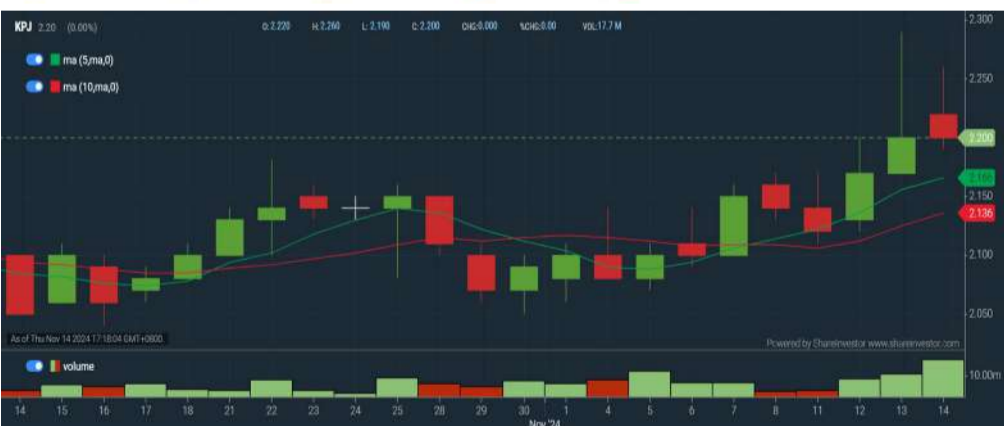 KPJ 2.20 (0.00%) O: 2.220 H: 2.260 L: 2.190 C: 2.200 CHG:0.000 %CHG:0.00 VOL:17.7 M
ma (5,ma,0)
ma (10,ma,0)
2.300
2.250
2.200
2.166
2.150
2.136
2.100
2.050
As of Thu Nov 14 2024 17:18:04 GMT+0800
Powered by ShareInvestor www.shareinvestor.com
volume
10.00m
14 15 16 17 18 21 22 23 24 25 28 29 30 1 4 5 6 7 8 11 12 13 14
Nov '24